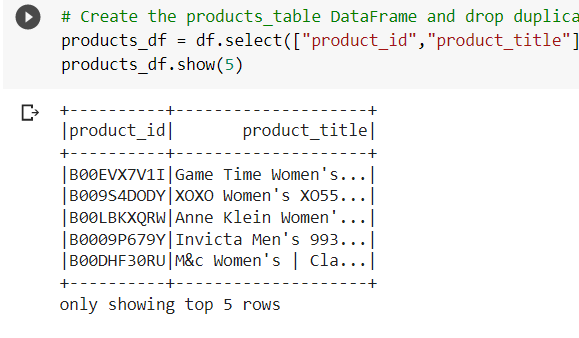 # Create the products_table DataFrame and drop duplica
products_df = df.select(["product_id","product_title"]
products_df.show(5)
+----------+--------------------+
|product_id|       product_title|
+----------+--------------------+
|B00EVX7V1I|Game Time Women's...|
|B009S4DODY|XOXO Women's XO55...|
|B00LBKXQRW|Anne Klein Women'...|
|B0009P679Y|Invicta Men's 993...|
|B00DHF30RU|M&c Women's | Cla...|
+----------+--------------------+
only showing top 5 rows